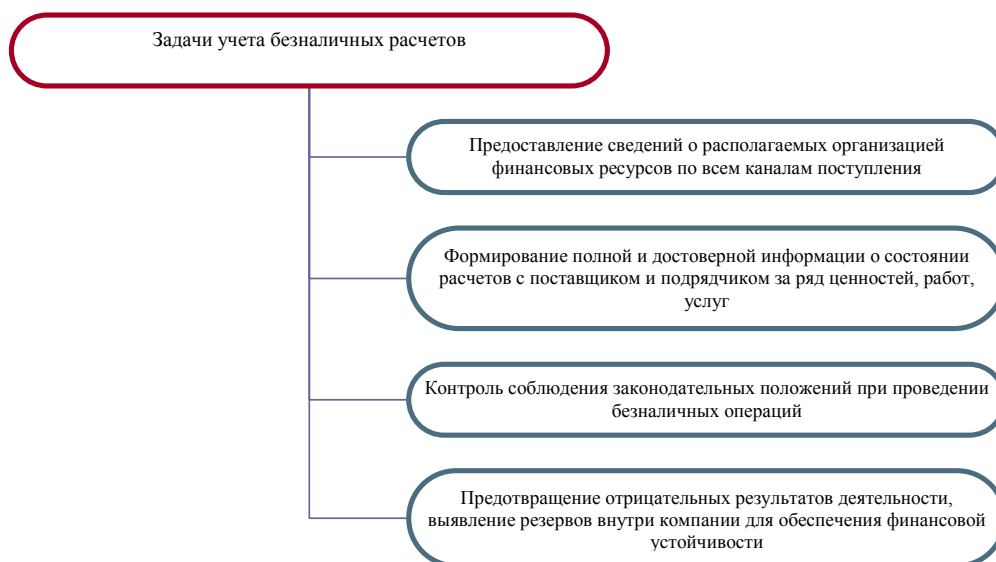 Задачи учета безналичных расчетов
Предоставление сведений о располагаемых организацией
финансовых ресурсов по всем каналам поступления
Формирование полной и достоверной информации о состоянии
расчетов с поставщиком и подрядчиком за ряд ценностей, работ,
услуг
Контроль соблюдения законодательных положений при проведении
безналичных операций
Предотвращение отрицательных результатов деятельности,
выявление резервов внутри компании для обеспечения финансовой
устойчивости